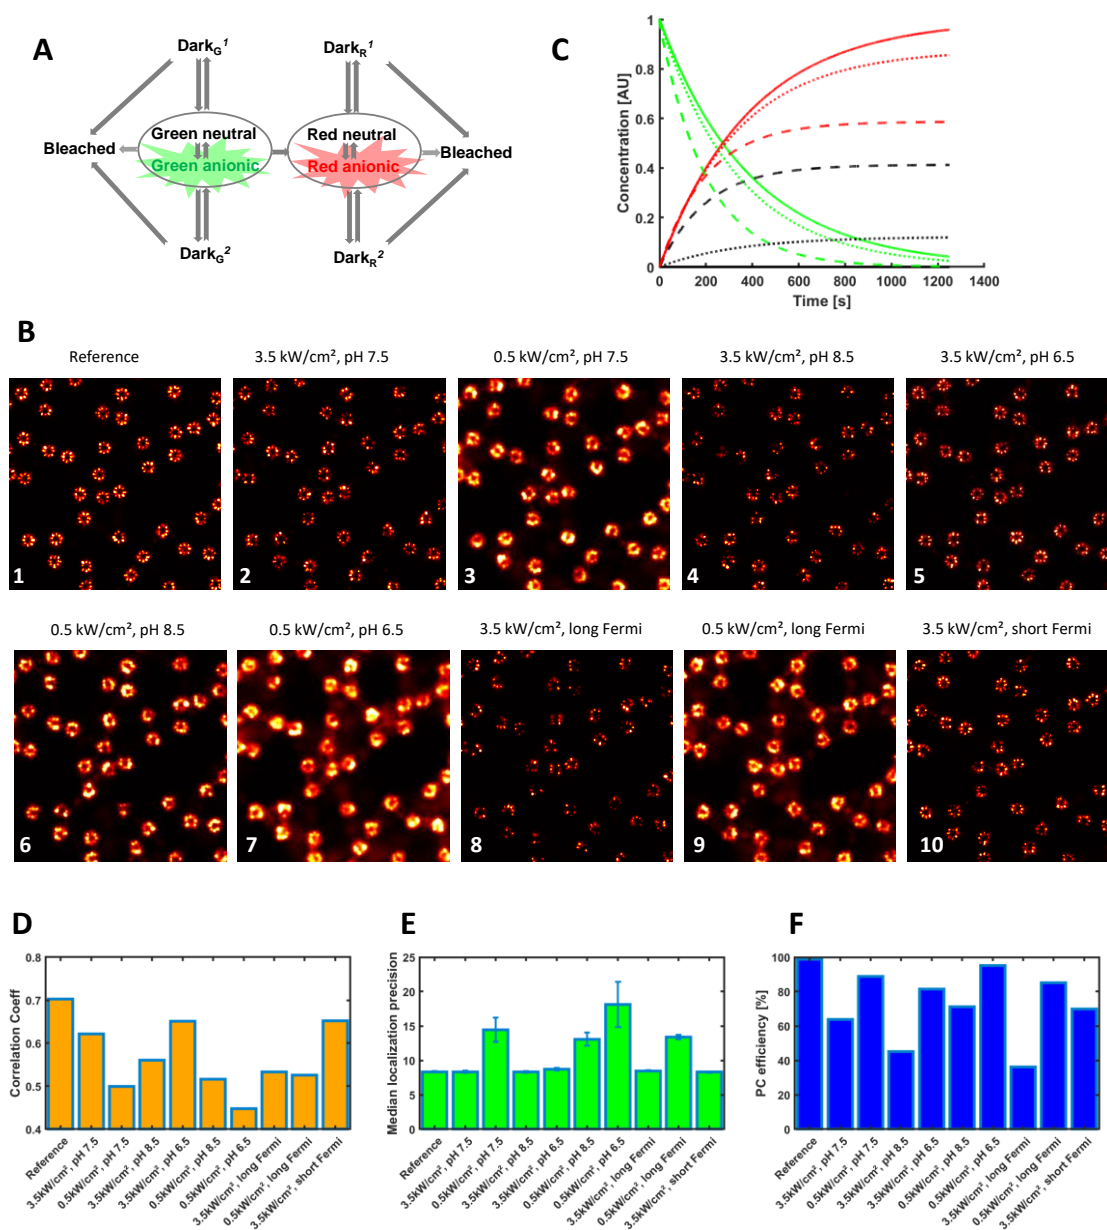 A
Dark_G^1
Dark_R^1
Green neutral
Red neutral
Bleached
Bleached
Green anionic
Red anionic
Dark_G^2
Dark_R^2
C
Concentration [AU]
1
0.8
0.6
0.4
0.2
0
0 200 400 600 800 1000 1200 1400
Time [s]
B
Reference
3.5 kW/cm², pH 7.5
0.5 kW/cm², pH 7.5
3.5 kW/cm², pH 8.5
3.5 kW/cm², pH 6.5
1
2
3
4
5
0.5 kW/cm², pH 8.5
0.5 kW/cm², pH 6.5
3.5 kW/cm², long Fermi
0.5 kW/cm², long Fermi
3.5 kW/cm², short Fermi
6
7
8
9
10
D
Correlation Coeff
0.8
0.7
0.6
0.5
0.4
Reference
3.5kW/cm², pH 7.5
0.5kW/cm², pH 7.5
3.5kW/cm², pH 8.5
3.5kW/cm², pH 6.5
0.5kW/cm², pH 8.5
0.5kW/cm², pH 6.5
3.5kW/cm², long Fermi
0.5kW/cm², long Fermi
3.5kW/cm², short Fermi
E
Median localization precision
25
20
15
10
5
0
Reference
3.5kW/cm², pH 7.5
0.5kW/cm², pH 7.5
3.5kW/cm², pH 8.5
3.5kW/cm², pH 6.5
0.5kW/cm², pH 8.5
0.5kW/cm², pH 6.5
3.5kW/cm², long Fermi
0.5kW/cm², long Fermi
3.5kW/cm², short Fermi
F
PC efficiency [%]
100
80
60
40
20
0
Reference
3.5kW/cm², pH 7.5
0.5kW/cm², pH 7.5
3.5kW/cm², pH 8.5
3.5kW/cm², pH 6.5
0.5kW/cm², pH 8.5
0.5kW/cm², pH 6.5
3.5kW/cm², long Fermi
0.5kW/cm², long Fermi
3.5kW/cm², short Fermi